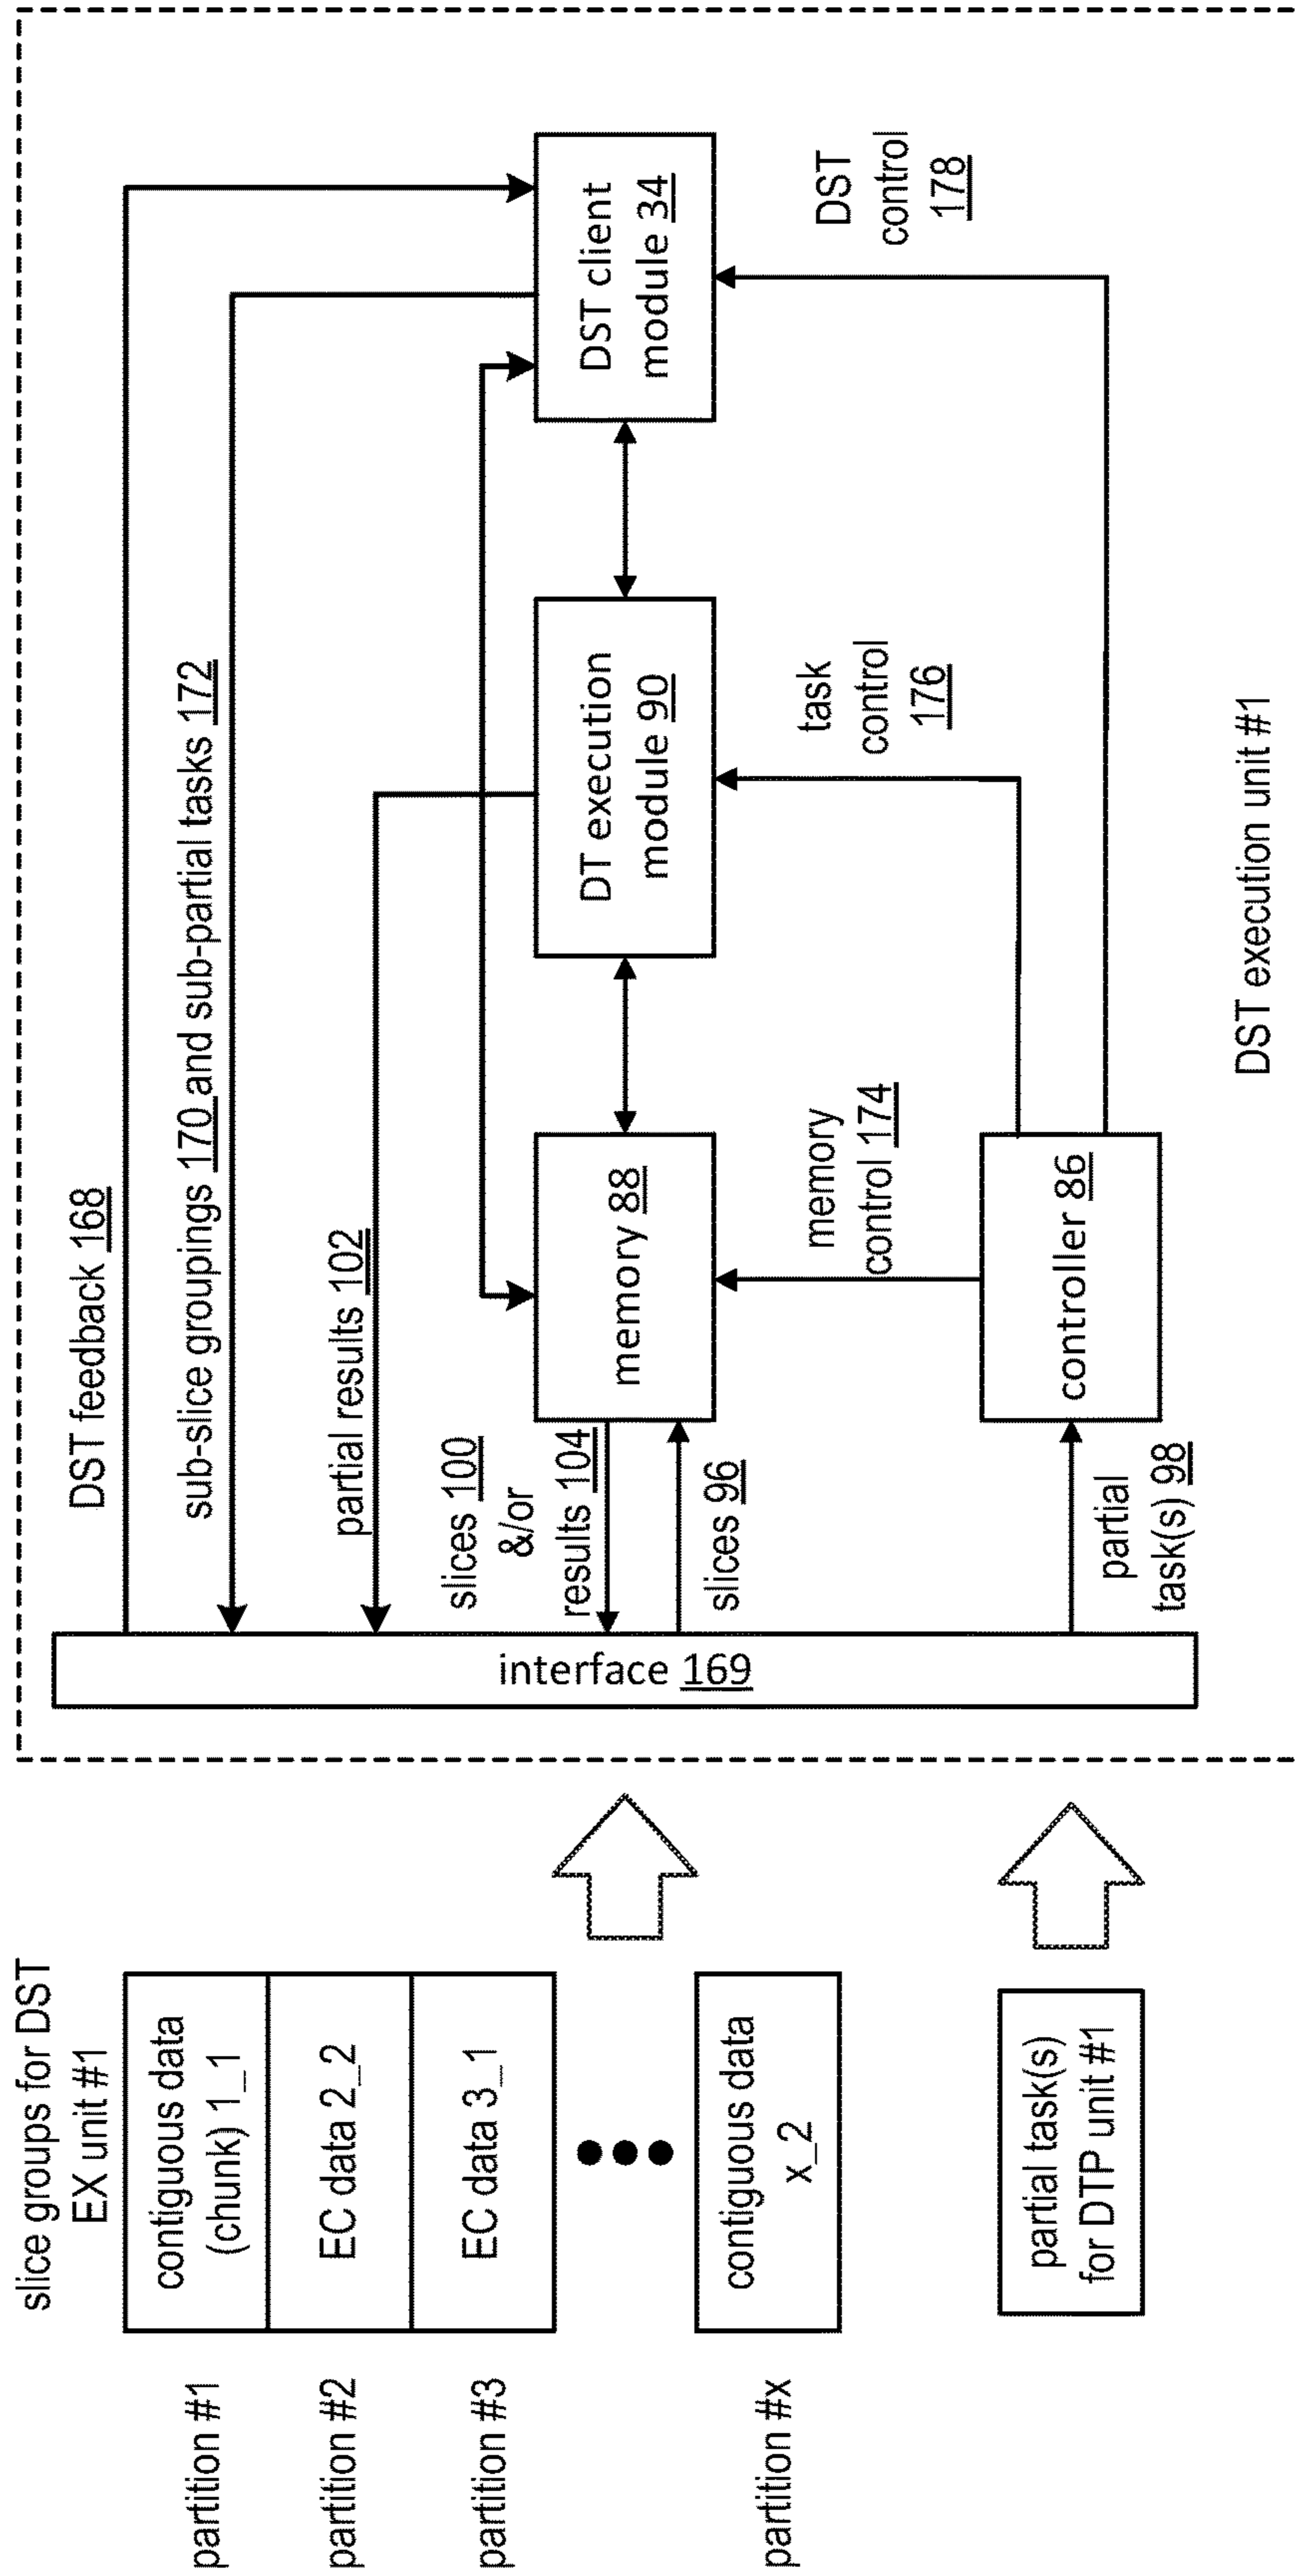 slice groups for DST
EX unit #1
partition #1
contiguous data
(chunk) 1_1
partition #2
EC data 2_2
partition #3
EC data 3_1
partition #x
contiguous data
x_2
partial task(s)
for DTP unit #1
interface 169
DST feedback 168
sub-slice groupings 170 and sub-partial tasks 172
partial results 102
slices 100
&/or
results 104
slices 96
partial
task(s) 98
memory 88
DT execution
module 90
DST client
module 34
memory
control 174
task
control
176
DST
control
178
controller 86
DST execution unit #1